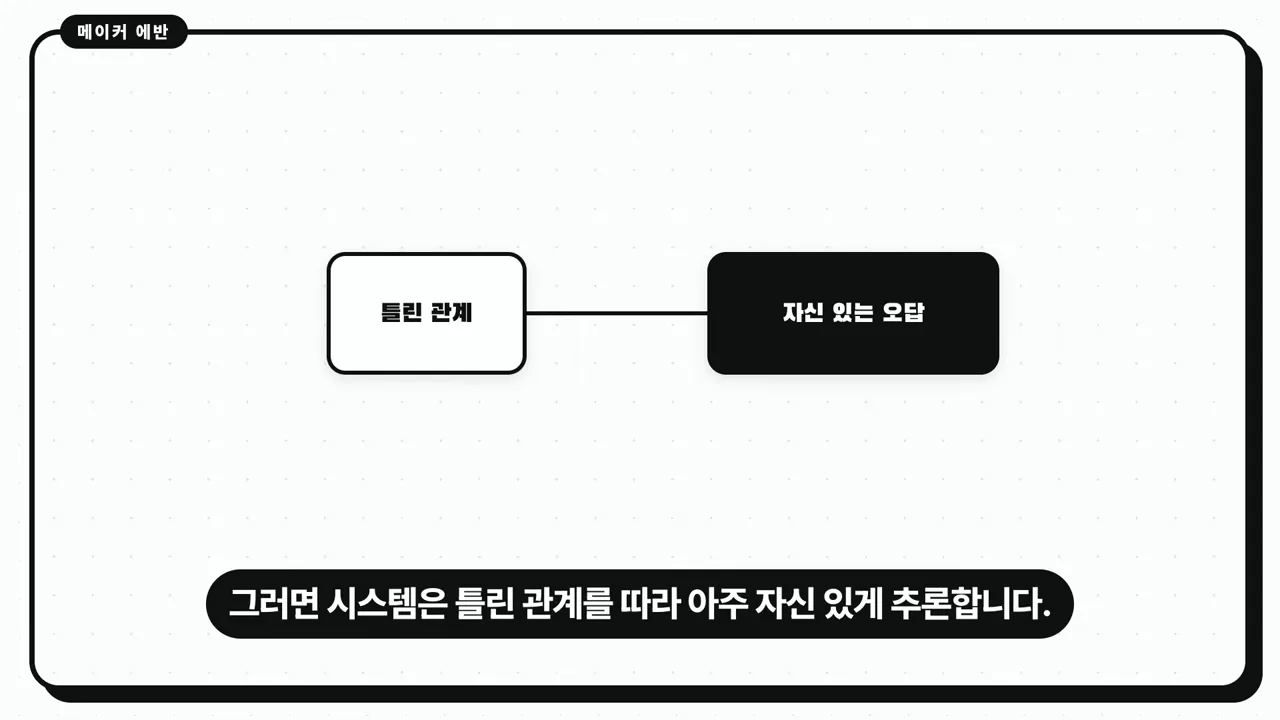 메이커 에반
틀린 관계
자신 있는 오답
그러면 시스템은 틀린 관계를 따라 아주 자신 있게 추론합니다.